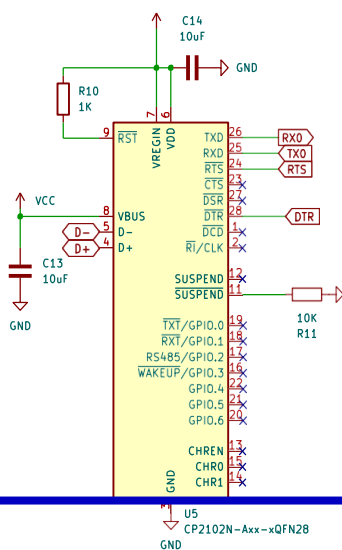 C14
10uF
GND
R10
1K
7
6
VREGIN
VDD
9
RST
TXD
26
RX0
RXD
25
TX0
RTS
24
RTS
CTS
23
DSR
27
DTR
28
DTR
DCD
1
RI/CLK
2
VCC
8
VBUS
D-
5
D-
D+
4
D+
C13
10uF
GND
SUSPEND
12
SUSPEND
11
10K
R11
TXT/GPIO.0
19
RXT/GPIO.1
18
RS485/GPIO.2
17
WAKEUP/GPIO.3
16
GPIO.4
22
GPIO.5
21
GPIO.6
20
CHREN
13
CHR0
15
CHR1
14
GND
U5
CP2102N-Axx-xQFN28
GND